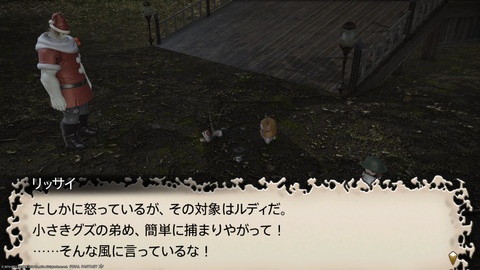 リッサイ
たしかに怒っているが、その対象はルディだ。
小さきグズの弟め、簡単に捕まりやがって！
……そんな風に言っているな！